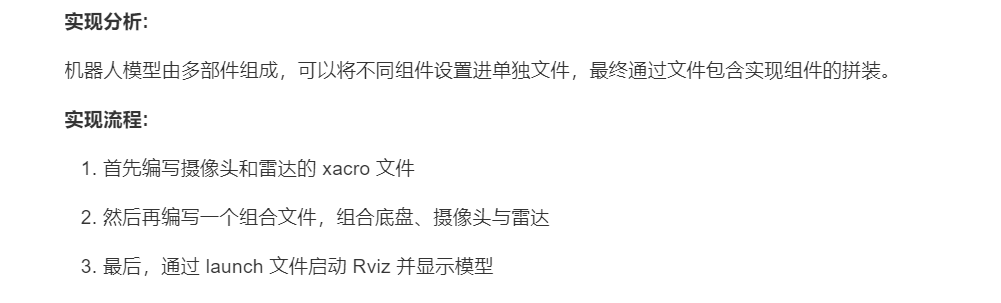 实现分析:
机器人模型由多部件组成，可以将不同组件设置进单独文件，最终通过文件包含实现组件的拼装。
实现流程:
1. 首先编写摄像头和雷达的 xacro 文件
2. 然后再编写一个组合文件，组合底盘、摄像头与雷达
3. 最后，通过 launch 文件启动 Rviz 并显示模型